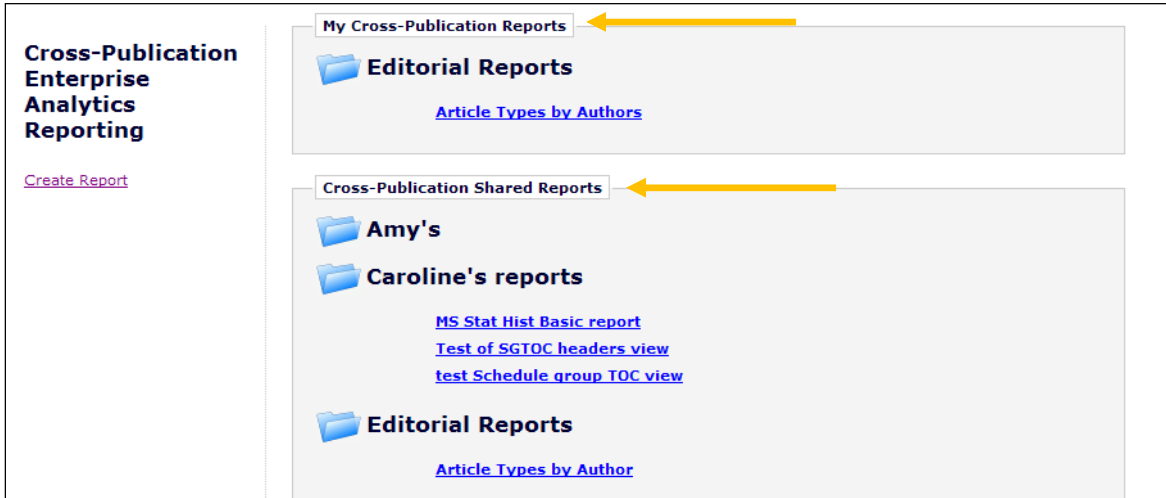 Cross-Publication
Enterprise
Analytics
Reporting
Create Report
My Cross-Publication Reports
Editorial Reports
Article Types by Authors
Cross-Publication Shared Reports
Amy's
Caroline's reports
MS Stat Hist Basic report
Test of SGTOC headers view
test Schedule group TOC view
Editorial Reports
Article Types by Author